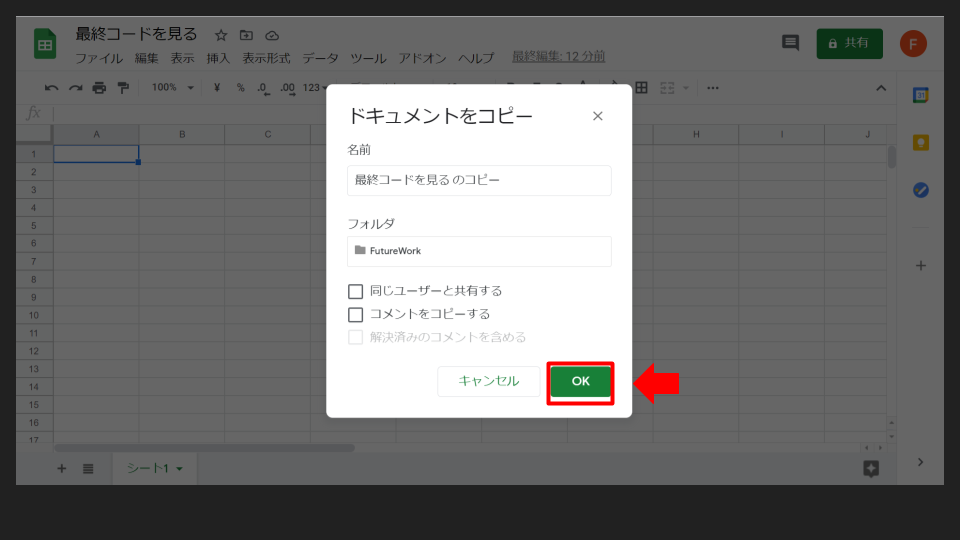 最終コードを見る
ファイル 編集 表示 挿入 表示形式 データ ツール アドオン ヘルプ 最終編集: 12 分前
共有
F
100% ¥ % .0 .00 123
fx
A B C H I J
1
2
3
4
5
6
7
8
9
10
11
12
13
14
15
16
17
ドキュメントをコピー
名前
最終コードを見る のコピー
フォルダ
FutureWork
同じユーザーと共有する
コメントをコピーする
解決済みのコメントを含める
キャンセル OK
シート1
31